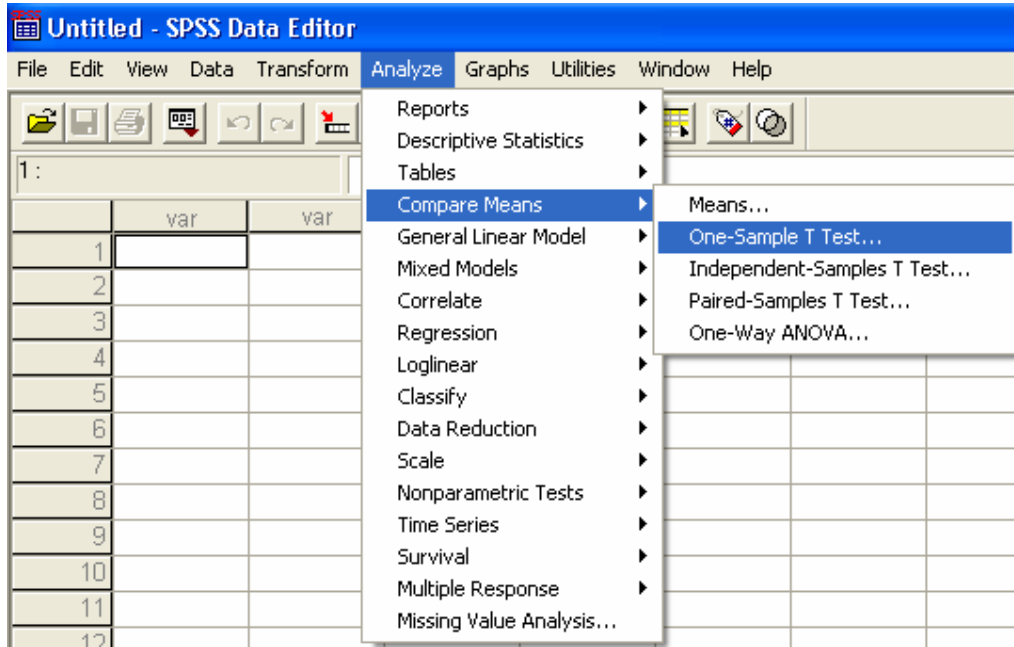 Untitled - SPSS Data Editor
File Edit View Data Transform Analyze Graphs Utilities Window Help
1 :
var var
1
2
3
4
5
6
7
8
9
10
11
12
Reports
Descriptive Statistics
Tables
Compare Means
General Linear Model
Mixed Models
Correlate
Regression
Loglinear
Classify
Data Reduction
Scale
Nonparametric Tests
Time Series
Survival
Multiple Response
Missing Value Analysis...
Means...
One-Sample T Test...
Independent-Samples T Test...
Paired-Samples T Test...
One-Way ANOVA...